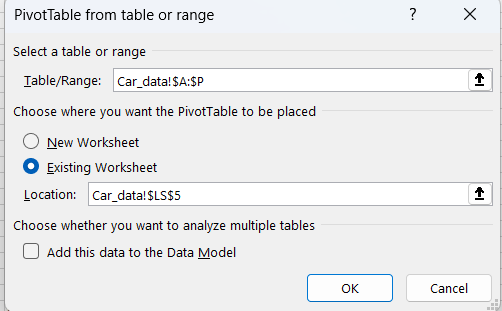 PivotTable from table or range ? ×
Select a table or range
Table/Range: Car_data!$A:$P
Choose where you want the PivotTable to be placed
New Worksheet
Existing Worksheet
Location: Car_data!$LS$5
Choose whether you want to analyze multiple tables
Add this data to the Data Model
OK Cancel